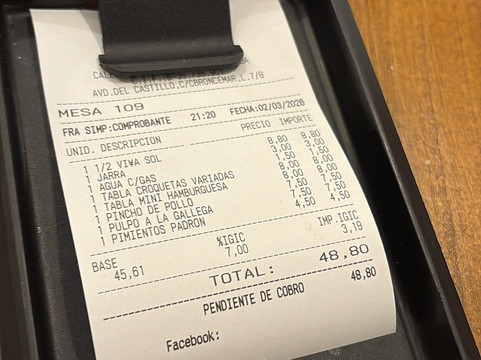 AVD.DEL CASTILLO,C/CBRONCEMAR,L.7/8
MESA 109
FRA SIMP:COMPROBANTE 21:20 FECHA:02/03/2026
UNID. DESCRIPCION PRECIO IMPORTE
1 1/2 VIÑA SOL 8,80 8,80
1 JARRA 3,00 3,00
1 AGUA C/GAS 1,50 1,50
1 TABLA CROQUETAS VARIADAS 8,00 8,00
1 TABLA MINI HAMBURGUESA 8,00 8,00
1 PINCHO DE POLLO 7,50 7,50
1 PULPO A LA GALLEGA 7,50 7,50
1 PIMIENTOS PADRON 4,50 4,50
BASE %IGIC IMP.IGIC
45,61 7,00 3,19
TOTAL: 48,80
PENDIENTE DE COBRO 48,80
Facebook: